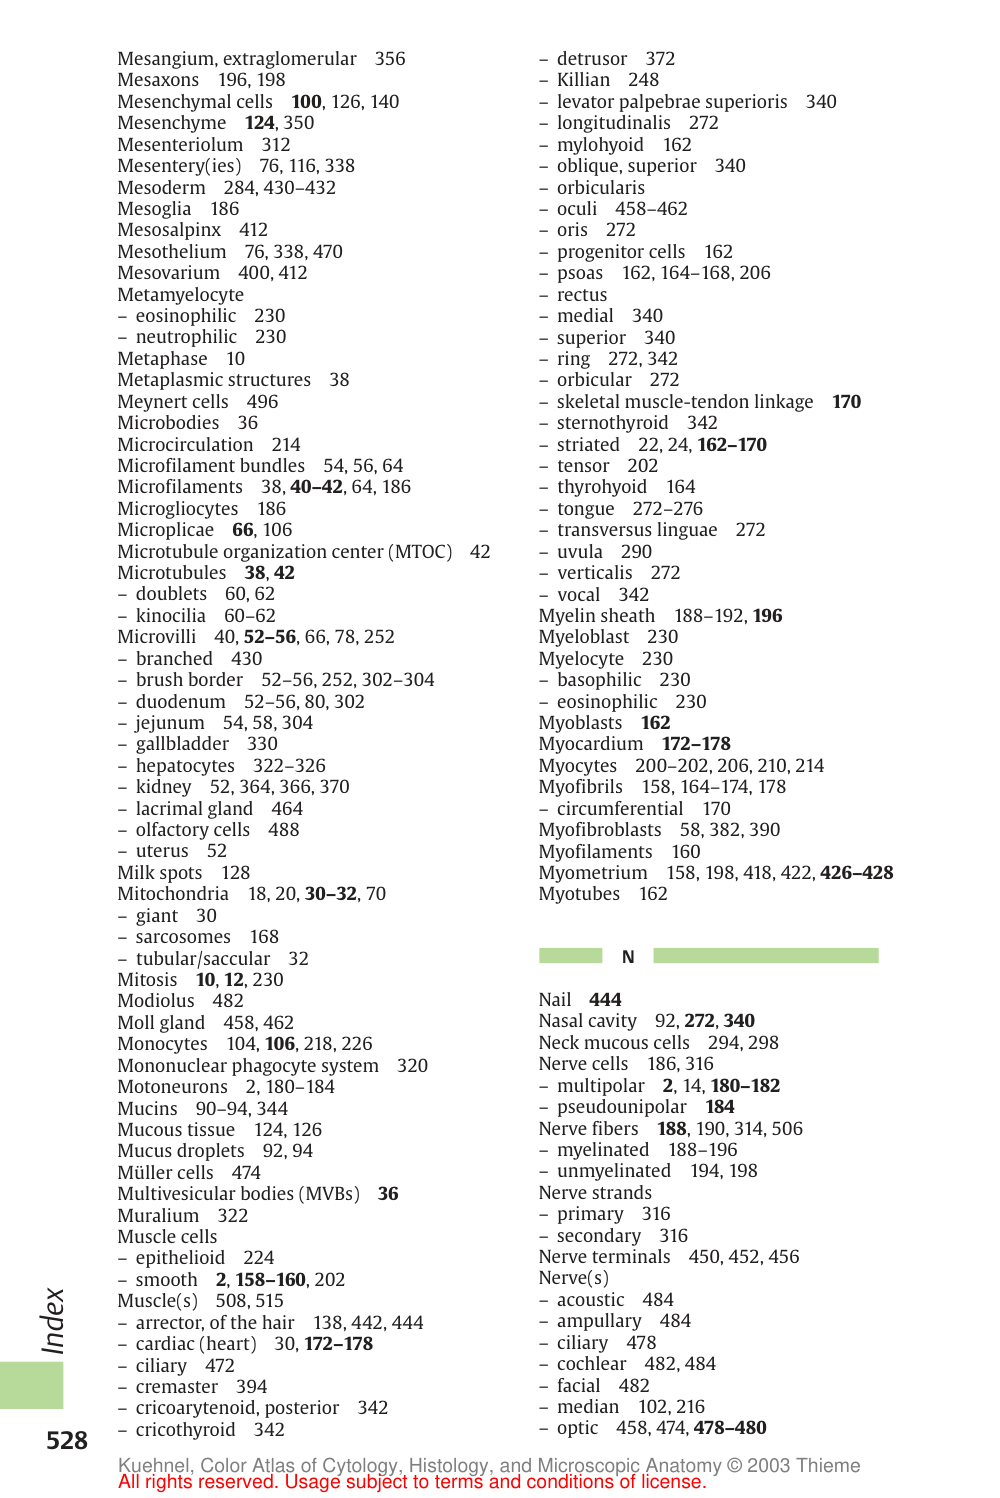 Mesangium, extraglomerular 356
Mesaxons 196, 198
Mesenchymal cells 100, 126, 140
Mesenchyme 124, 350
Mesenteriolum 312
Mesentery(ies) 76, 116, 338
Mesoderm 284, 430–432
Mesoglia 186
Mesosalpinx 412
Mesothelium 76, 338, 470
Mesovarium 400, 412
Metamyelocyte
– eosinophilic 230
– neutrophilic 230
Metaphase 10
Metaplasmic structures 38
Meynert cells 496
Microbodies 36
Microcirculation 214
Microfilament bundles 54, 56, 64
Microfilaments 38, 40–42, 64, 186
Microgliocytes 186
Microplicae 66, 106
Microtubule organization center (MTOC) 42
Microtubules 38, 42
– doublets 60, 62
– kinocilia 60–62
Microvilli 40, 52–56, 66, 78, 252
– branched 430
– brush border 52–56, 252, 302–304
– duodenum 52–56, 80, 302
– jejunum 54, 58, 304
– gallbladder 330
– hepatocytes 322–326
– kidney 52, 364, 366, 370
– lacrimal gland 464
– olfactory cells 488
– uterus 52
Milk spots 128
Mitochondria 18, 20, 30–32, 70
– giant 30
– sarcosomes 168
– tubular/saccular 32
Mitosis 10, 12, 230
Modiolus 482
Moll gland 458, 462
Monocytes 104, 106, 218, 226
Mononuclear phagocyte system 320
Motoneurons 2, 180–184
Mucins 90–94, 344
Mucous tissue 124, 126
Mucus droplets 92, 94
Müller cells 474
Multivesicular bodies (MVBs) 36
Muralium 322
Muscle cells
– epithelioid 224
– smooth 2, 158–160, 202
Muscle(s) 508, 515
– arrector, of the hair 138, 442, 444
– cardiac (heart) 30, 172–178
– ciliary 472
– cremaster 394
– cricoarytenoid, posterior 342
– cricothyroid 342
– detrusor 372
– Killian 248
– levator palpebrae superioris 340
– longitudinalis 272
– mylohyoid 162
– oblique, superior 340
– orbicularis
– oculi 458–462
– oris 272
– progenitor cells 162
– psoas 162, 164–168, 206
– rectus
– medial 340
– superior 340
– ring 272, 342
– orbicular 272
– skeletal muscle-tendon linkage 170
– sternothyroid 342
– striated 22, 24, 162–170
– tensor 202
– thyrohyoid 164
– tongue 272–276
– transversus linguae 272
– uvula 290
– verticalis 272
– vocal 342
Myelin sheath 188–192, 196
Myeloblast 230
Myelocyte 230
– basophilic 230
– eosinophilic 230
Myoblasts 162
Myocardium 172–178
Myocytes 200–202, 206, 210, 214
Myofibrils 158, 164–174, 178
– circumferential 170
Myofibroblasts 58, 382, 390
Myofilaments 160
Myometrium 158, 198, 418, 422, 426–428
Myotubes 162
N
Nail 444
Nasal cavity 92, 272, 340
Neck mucous cells 294, 298
Nerve cells 186, 316
– multipolar 2, 14, 180–182
– pseudounipolar 184
Nerve fibers 188, 190, 314, 506
– myelinated 188–196
– unmyelinated 194, 198
Nerve strands
– primary 316
– secondary 316
Nerve terminals 450, 452, 456
Nerve(s)
– acoustic 484
– ampullary 484
– ciliary 478
– cochlear 482, 484
– facial 482
– median 102, 216
– optic 458, 474, 478–480
Index
528
Kuehnel, Color Atlas of Cytology, Histology, and Microscopic Anatomy © 2003 Thieme
All rights reserved. Usage subject to terms and conditions of license.